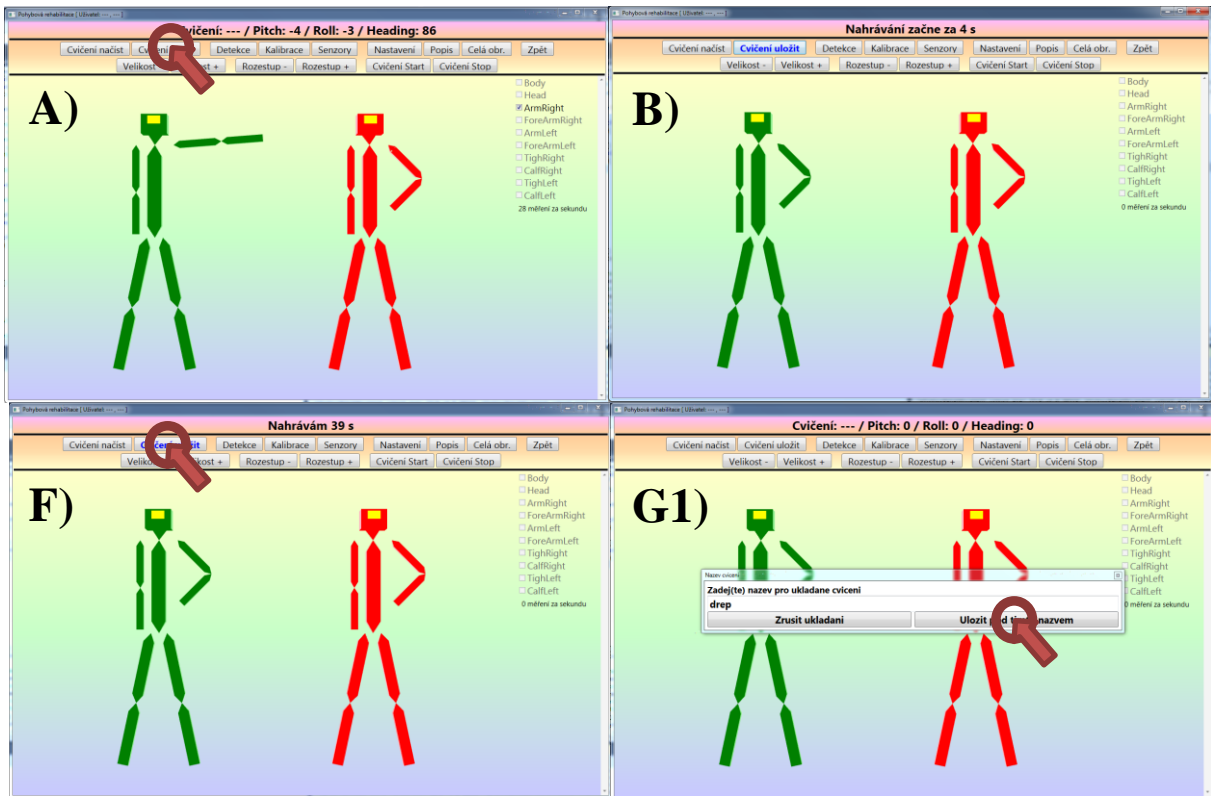 Pohybová rehabilitace [ Uživatel: ---- , ---- ]
Cvičení: --- / Pitch: -4 / Roll: -3 / Heading: 86
Cvičení načíst Cvičení Detekce Kalibrace Senzory Nastavení Popis Celá obr. Zpět
Velikost + Rozestup - Rozestup + Cvičení Start Cvičení Stop
A)
Body
Head
ArmRight
ForeArmRight
ArmLeft
ForeArmLeft
TighRight
CalfRight
TighLeft
CalfLeft
28 měření za sekundu
Pohybová rehabilitace [ Uživatel: ---- , ---- ]
Nahrávání začne za 4 s
Cvičení načíst Cvičení uložit Detekce Kalibrace Senzory Nastavení Popis Celá obr. Zpět
Velikost - Velikost + Rozestup - Rozestup + Cvičení Start Cvičení Stop
B)
Body
Head
ArmRight
ForeArmRight
ArmLeft
ForeArmLeft
TighRight
CalfRight
TighLeft
CalfLeft
0 měření za sekundu
Pohybová rehabilitace [ Uživatel: ---- , ---- ]
Nahrávám 39 s
Cvičení načíst Detekce Kalibrace Senzory Nastavení Popis Celá obr. Zpět
Velikost Rozestup - Rozestup + Cvičení Start Cvičení Stop
F)
Body
Head
ArmRight
ForeArmRight
ArmLeft
ForeArmLeft
TighRight
CalfRight
TighLeft
CalfLeft
0 měření za sekundu
Pohybová rehabilitace [ Uživatel: ---- , ---- ]
Cvičení: --- / Pitch: 0 / Roll: 0 / Heading: 0
Cvičení načíst Cvičení uložit Detekce Kalibrace Senzory Nastavení Popis Celá obr. Zpět
Velikost - Velikost + Rozestup - Rozestup + Cvičení Start Cvičení Stop
G1)
Body
Head
ArmRight
ForeArmRight
ArmLeft
ForeArmLeft
TighRight
CalfRight
TighLeft
CalfLeft
0 měření za sekundu
Nazev cviceni
Zadej(te) nazev pro ukladane cviceni
drep
Zrusit ukladani Ulozit pod nazvem